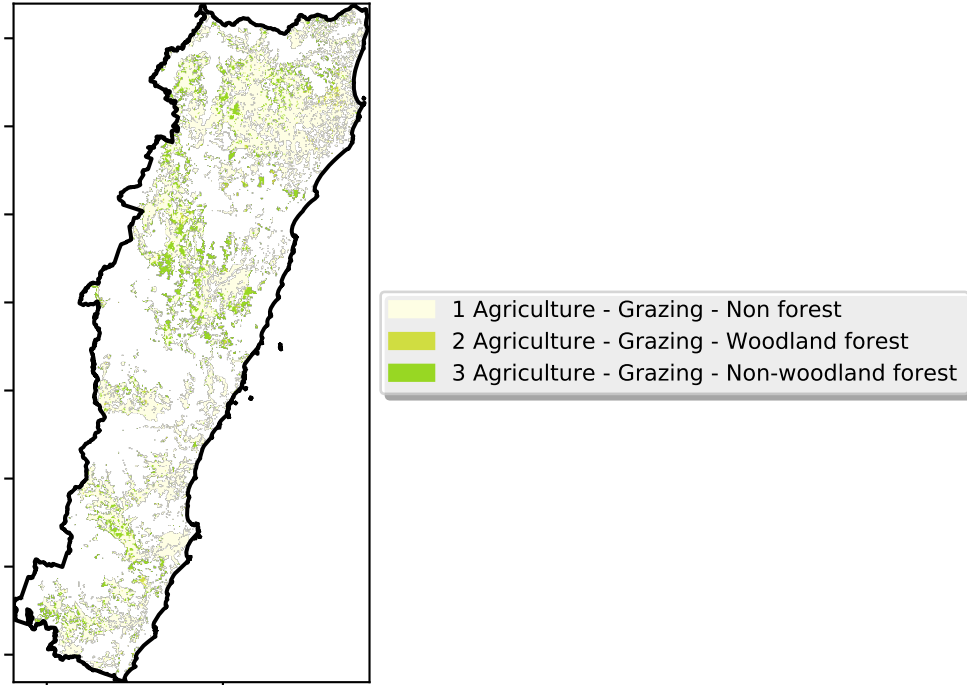 1 Agriculture - Grazing - Non forest
2 Agriculture - Grazing - Woodland forest
3 Agriculture - Grazing - Non-woodland forest